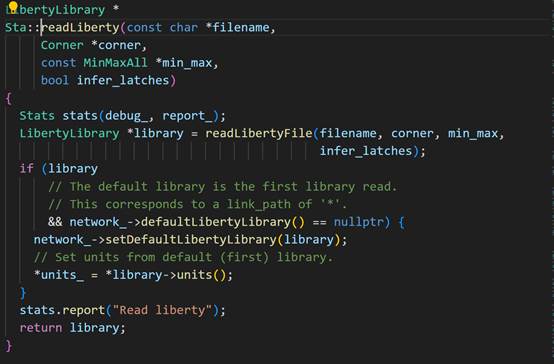 LibertyLibrary *
Sta::readLiberty(const char *filename,
Corner *corner,
const MinMaxAll *min_max,
bool infer_latches)
{
Stats stats(debug_, report_);
LibertyLibrary *library = readLibertyFile(filename, corner, min_max,
infer_latches);
if (library
// The default library is the first library read.
// This corresponds to a link_path of '*'.
&& network_->defaultLibertyLibrary() == nullptr) {
network_->setDefaultLibertyLibrary(library);
// Set units from default (first) library.
*units_ = *library->units();
}
stats.report("Read liberty");
return library;
}